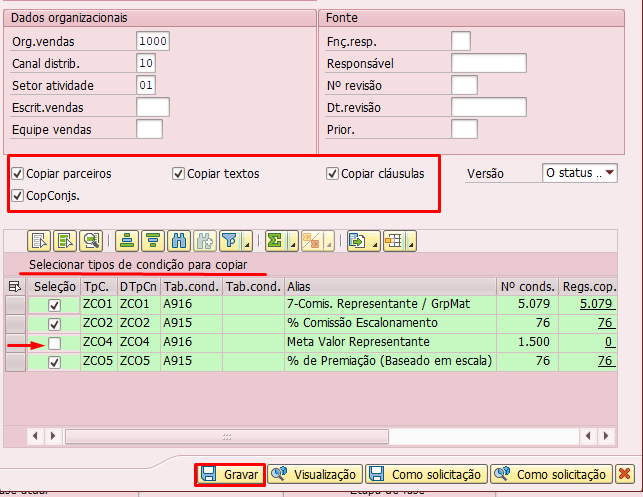 Dados organizacionais Fonte
Org.vendas 1000 Fnç.resp.
Canal distrib. 10 Responsável
Setor atividade 01 Nº revisão
Escrit.vendas Dt.revisão
Equipe vendas Prior.
Copiar parceiros Copiar textos Copiar cláusulas Versão O status ..
CopConjs.
Selecionar tipos de condição para copiar
Seleção TpC. DTpCn Tab.cond. Tab.cond. Alias Nº conds. Regs.cop.
ZCO1 ZCO1 A916 7-Comis. Representante / GrpMat 5.079 5.079
ZCO2 ZCO2 A915 % Comissão Escalonamento 76 76
ZCO4 ZCO4 A916 Meta Valor Representante 1.500 0
ZCO5 ZCO5 A915 % de Premiação (Baseado em escala) 76 76
Gravar Visualização Como solicitação Como solicitação